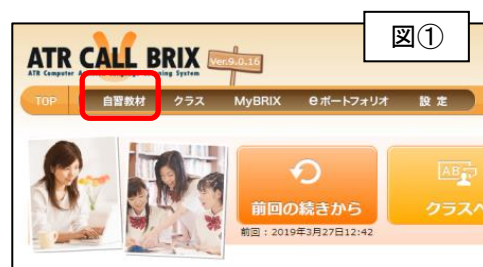 図①
ATR CALL BRIX
Ver.9.0.16
TOP 自習教材 クラス MyBRIX eポートフォリオ 設 定
前回の続きから
クラスへ
前回：2019年3月27日12:42